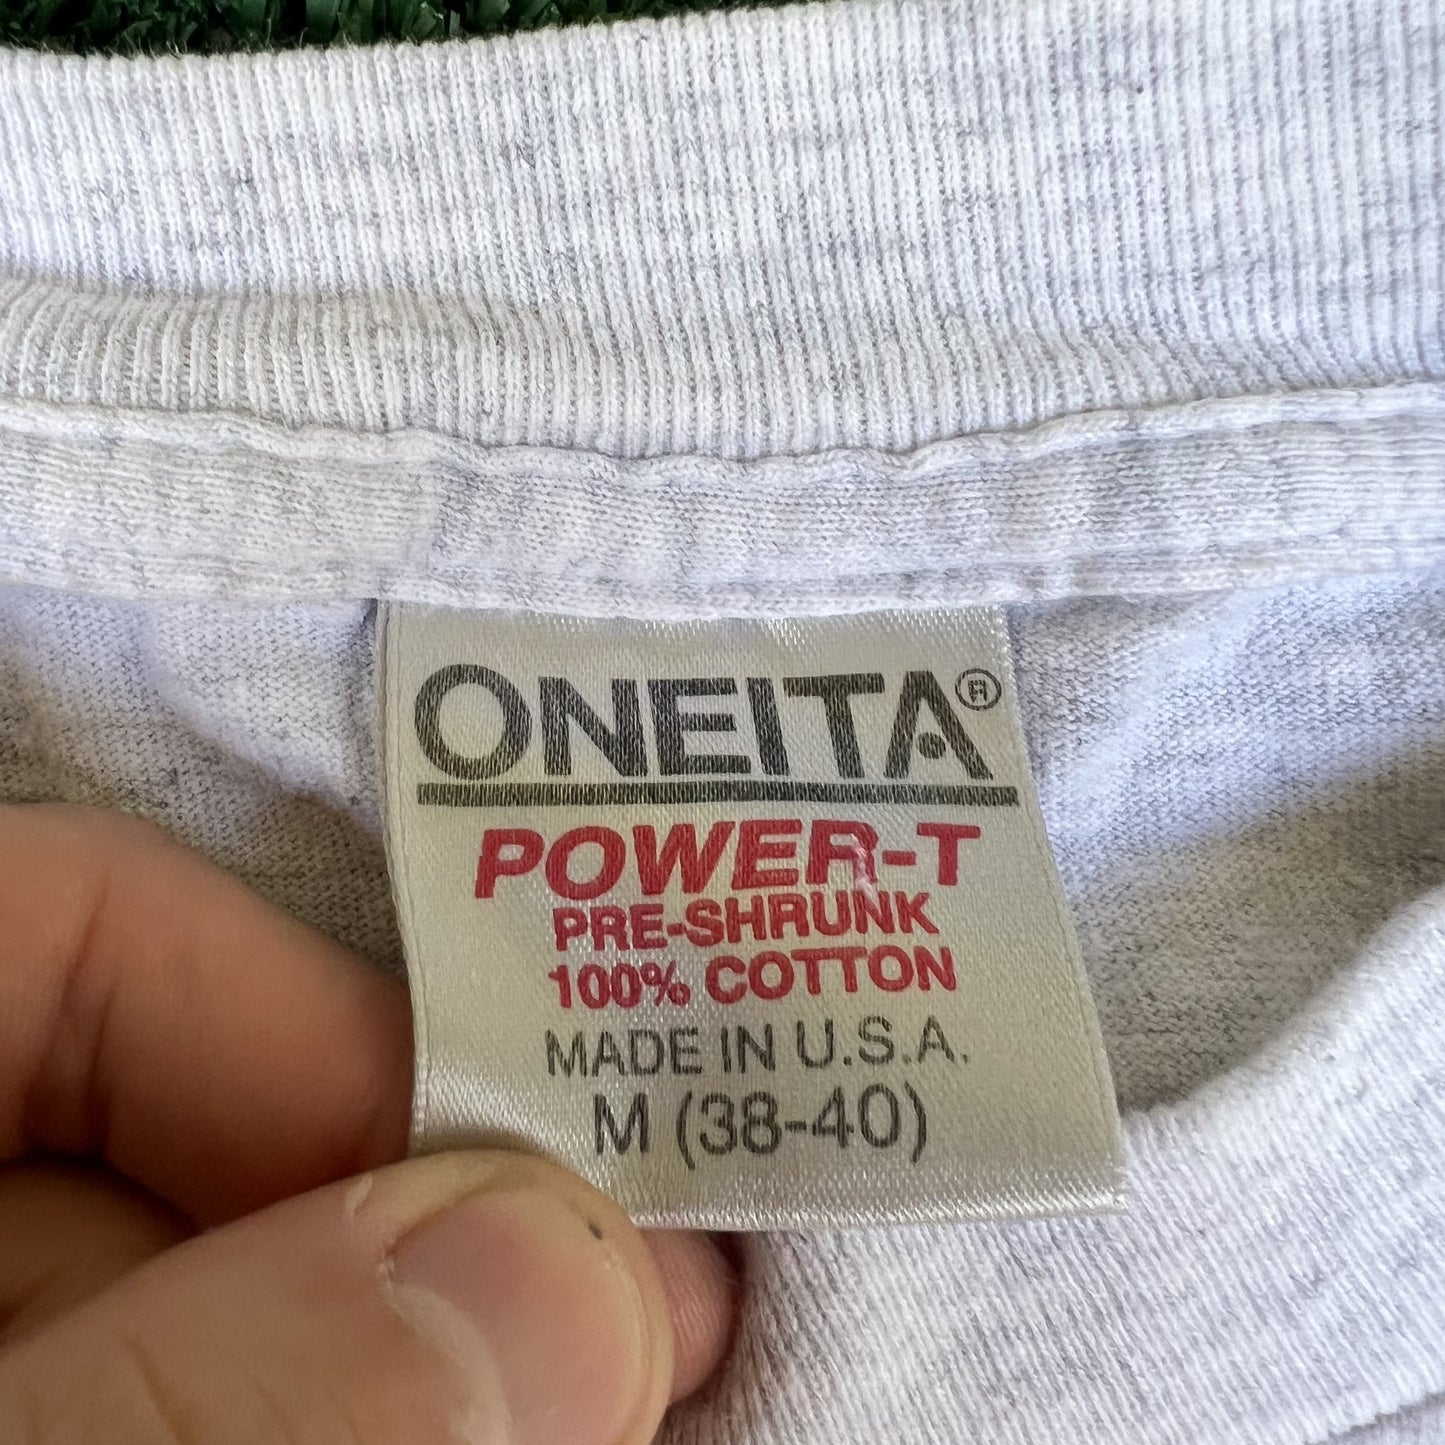 ONEITA®
POWER-T
PRE-SHRUNK
100% COTTON
MADE IN U.S.A.
M (38-40)